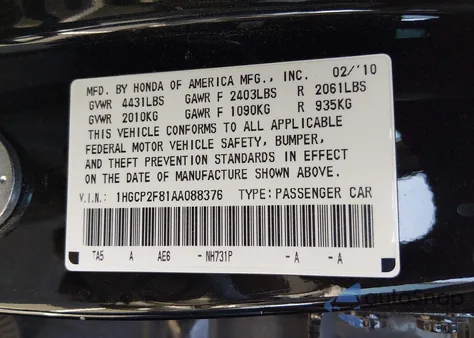 MFD. BY HONDA OF AMERICA MFG., INC. 02/'10
GVWR 4431LBS GAWR F 2403LBS R 2061LBS
GVWR 2010KG GAWR F 1090KG R 935KG
THIS VEHICLE CONFORMS TO ALL APPLICABLE
FEDERAL MOTOR VEHICLE SAFETY, BUMPER,
AND THEFT PREVENTION STANDARDS IN EFFECT
ON THE DATE OF MANUFACTURE SHOWN ABOVE.
V.I.N.: 1HGCP2F81AA088376 TYPE:PASSENGER CAR
TA5 A AE6 -NH731P -A -A
autosnap